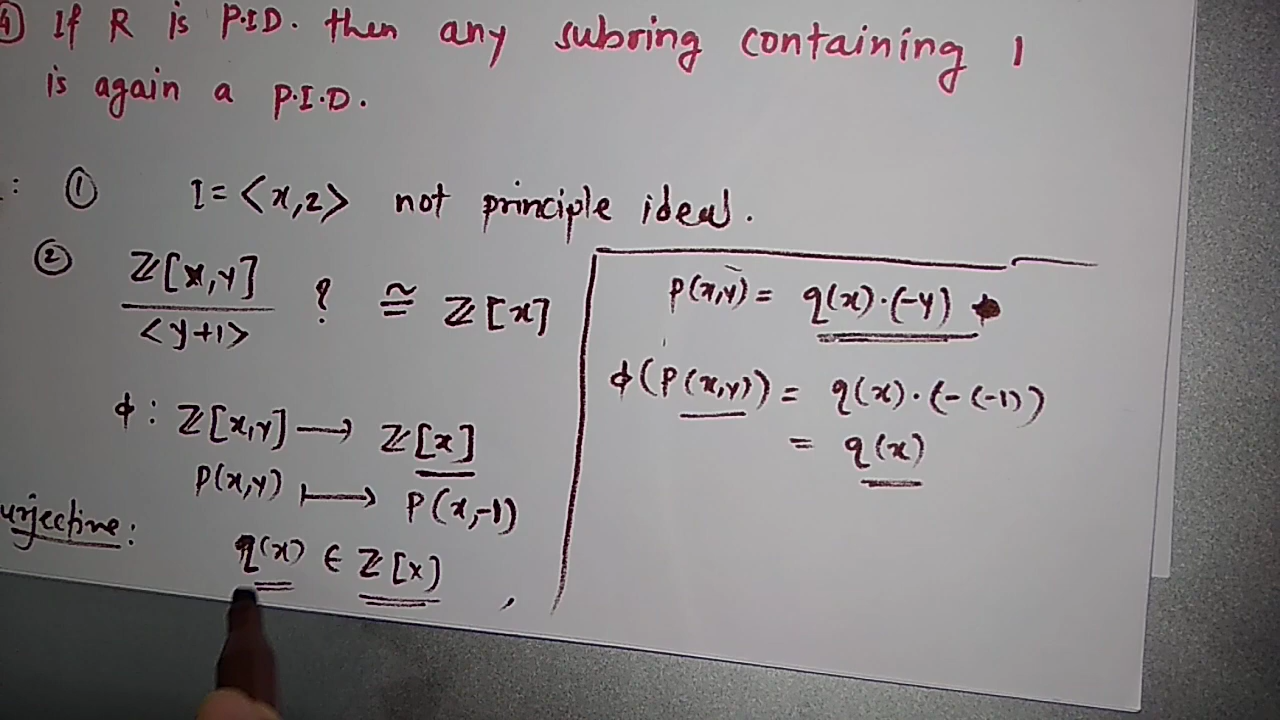 ④ If R is P.I.D. then any subring containing 1
is again a P.I.D.
: ① I = <x,2> not principle ideal.
② Z[x,y] / <y+1> ? ≅ Z[x]
ϕ : Z[x,y] ⟶ Z[x]
P(x,y) ⟼ P(x,-1)
urjective: q(x) ∈ Z[x] ,
P(x,y) = q(x)·(-y)
ϕ(P(x,y)) = q(x)·(-(-1))
= q(x)